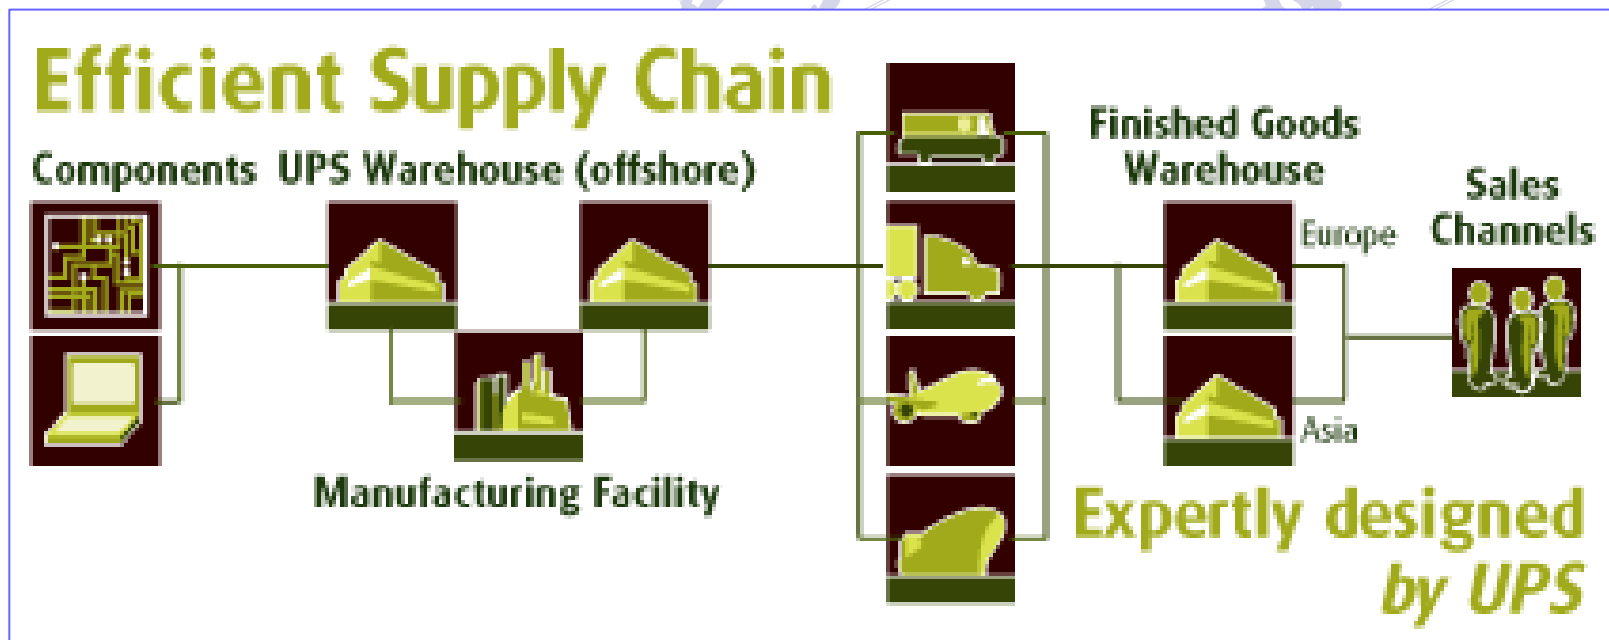 Efficient Supply Chain
Components
UPS Warehouse (offshore)
Manufacturing Facility
Finished Goods
Warehouse
Europe
Asia
Sales
Channels
Expertly designed
by UPS